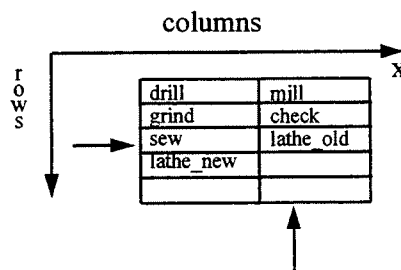 columns
x
rows
drill mill
grind check
sew lathe_old
lathe_new